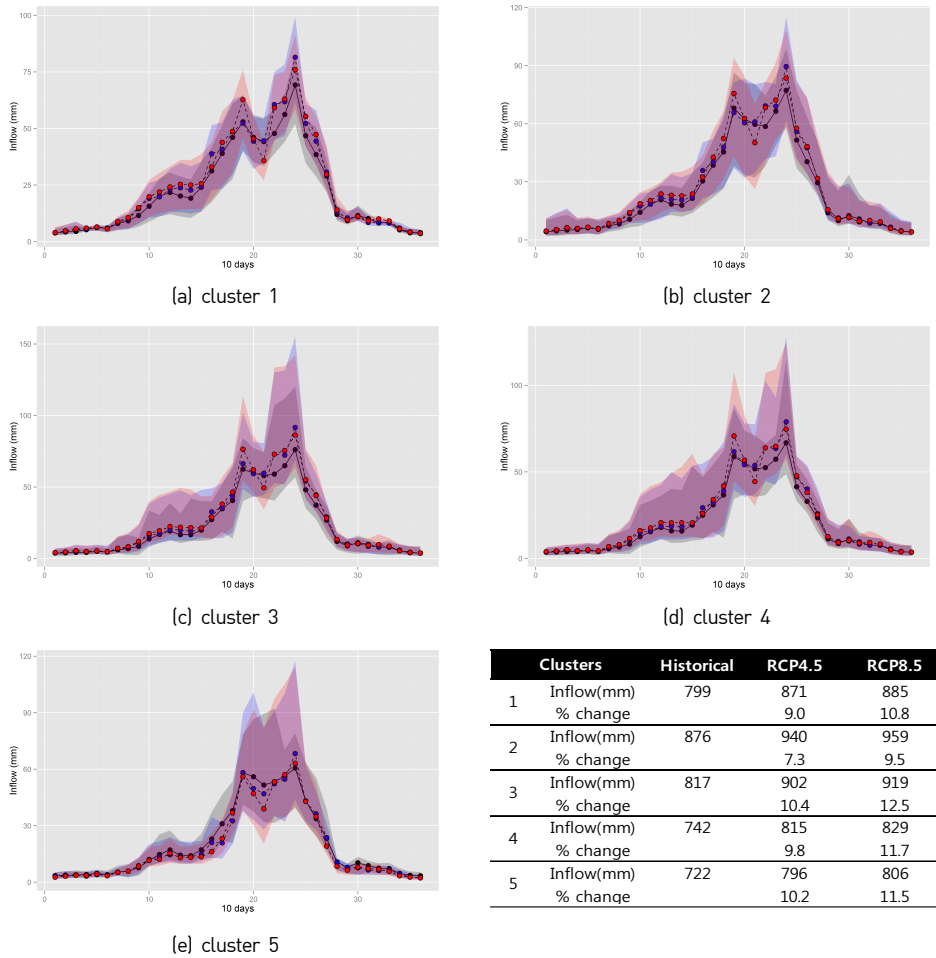 100
75
50
25
0
Inflow (mm)
0 10 20 30
10 days
(a) cluster 1
120
90
60
30
0
Inflow (mm)
0 10 20 30
10 days
(b) cluster 2
150
100
50
0
Inflow (mm)
0 10 20 30
10 days
(c) cluster 3
100
50
0
Inflow (mm)
0 10 20 30
10 days
(d) cluster 4
120
90
60
30
0
Inflow (mm)
0 10 20 30
10 days
(e) cluster 5
Clusters Historical RCP4.5 RCP8.5
1 Inflow(mm) 799 871 885
% change 9.0 10.8
2 Inflow(mm) 876 940 959
% change 7.3 9.5
3 Inflow(mm) 817 902 919
% change 10.4 12.5
4 Inflow(mm) 742 815 829
% change 9.8 11.7
5 Inflow(mm) 722 796 806
% change 10.2 11.5